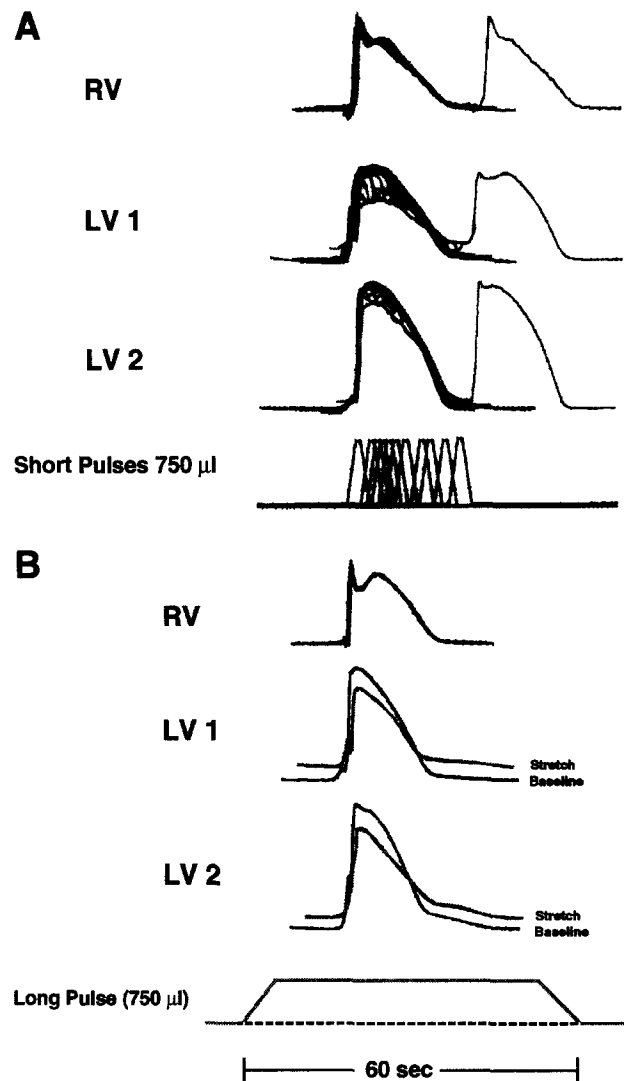 A
RV
LV 1
LV 2
Short Pulses 750 µl
B
RV
LV 1
Stretch
Baseline
LV 2
Stretch
Baseline
Long Pulse (750 µl)
60 sec